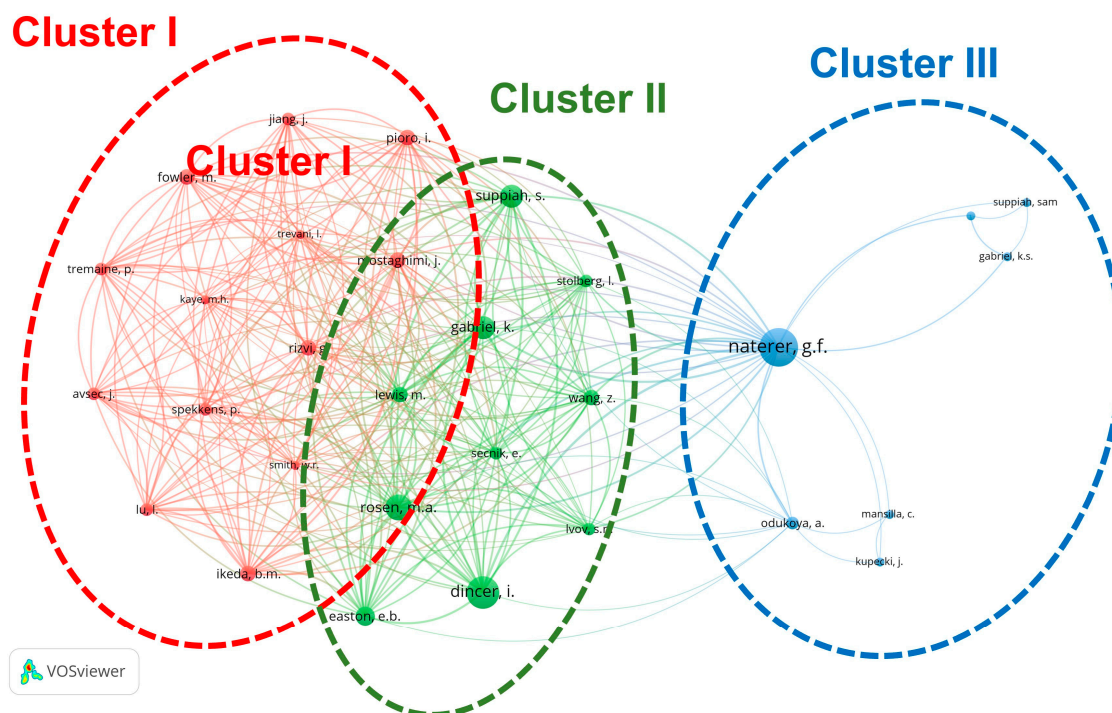 Cluster I
Cluster III
Cluster II
jiang, j.
pioro, i.
Cluster I
fowler, m.
suppiah, s.
suppiah, sam
trevani, l.
mostaghimi, j.
gabriel, k.s.
tremaine, p.
stolberg, l.
kaye, m.h.
gabriel, k.
naterer, g.f.
rizvi, g.
avsec, j.
lewis, m.
wang, z.
spekkens, p.
secnik, e.
smith, w.r.
rosen, m.a.
lu, l.
mansilla, c.
odukoya, a.
lvov, s.n.
kupecki, j.
ikeda, b.m.
dincer, i.
easton, e.b.
VOSviewer